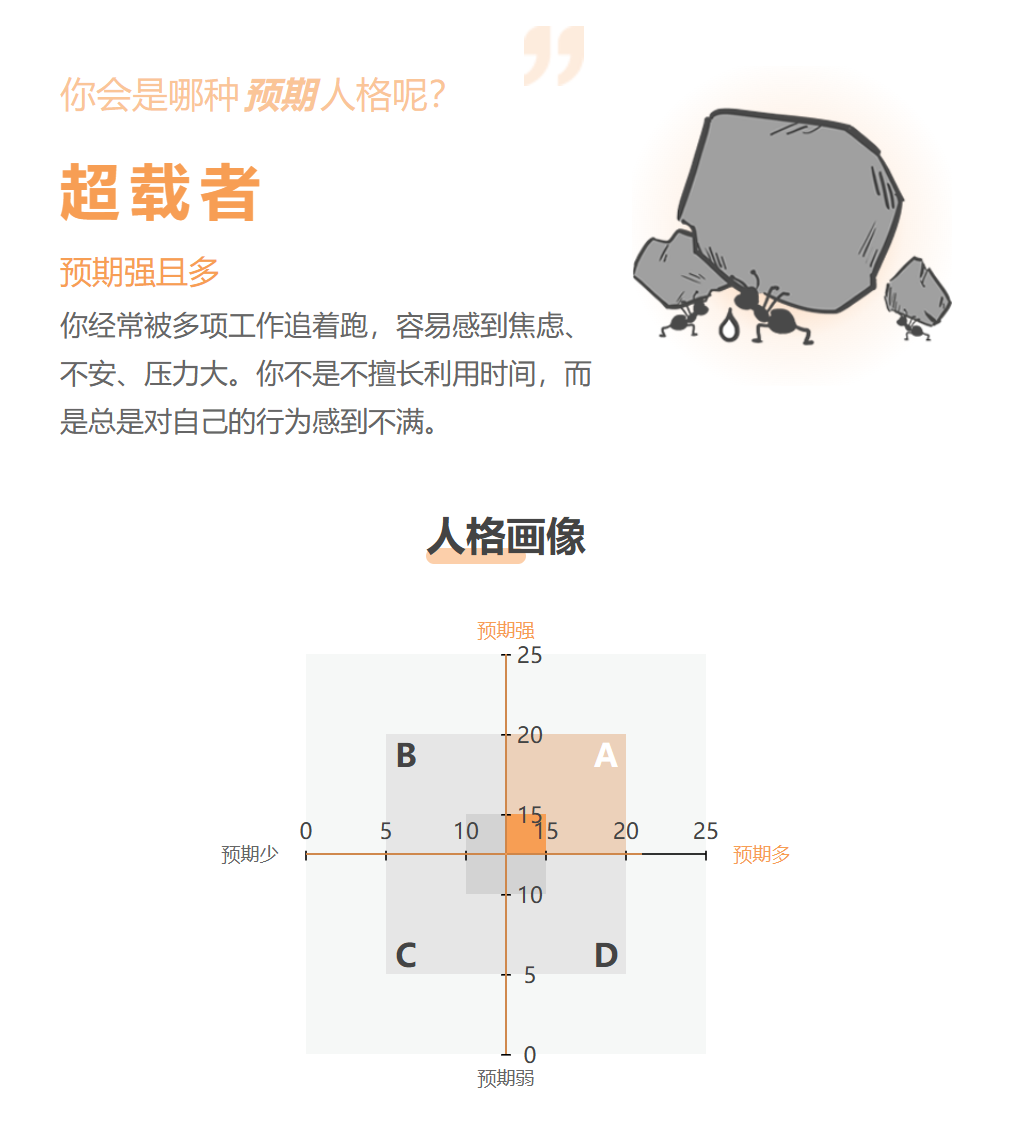 你会是哪种预期人格呢?
超载者
预期强且多
你经常被多项工作追着跑，容易感到焦虑、
不安、压力大。你不是不擅长利用时间，而
是总是对自己的行为感到不满。
人格画像
预期强
25
20
B
A
15
0 5 10 15 20 25
预期少
预期多
10
C
D
5
0
预期弱